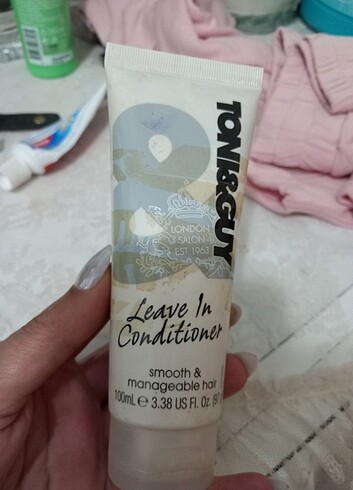 TONI&GUY
&
LONDON
SALON
EST 1963
Leave In
Conditioner
smooth &
manageable hair
100mL e 3.38 US Fl. Oz.